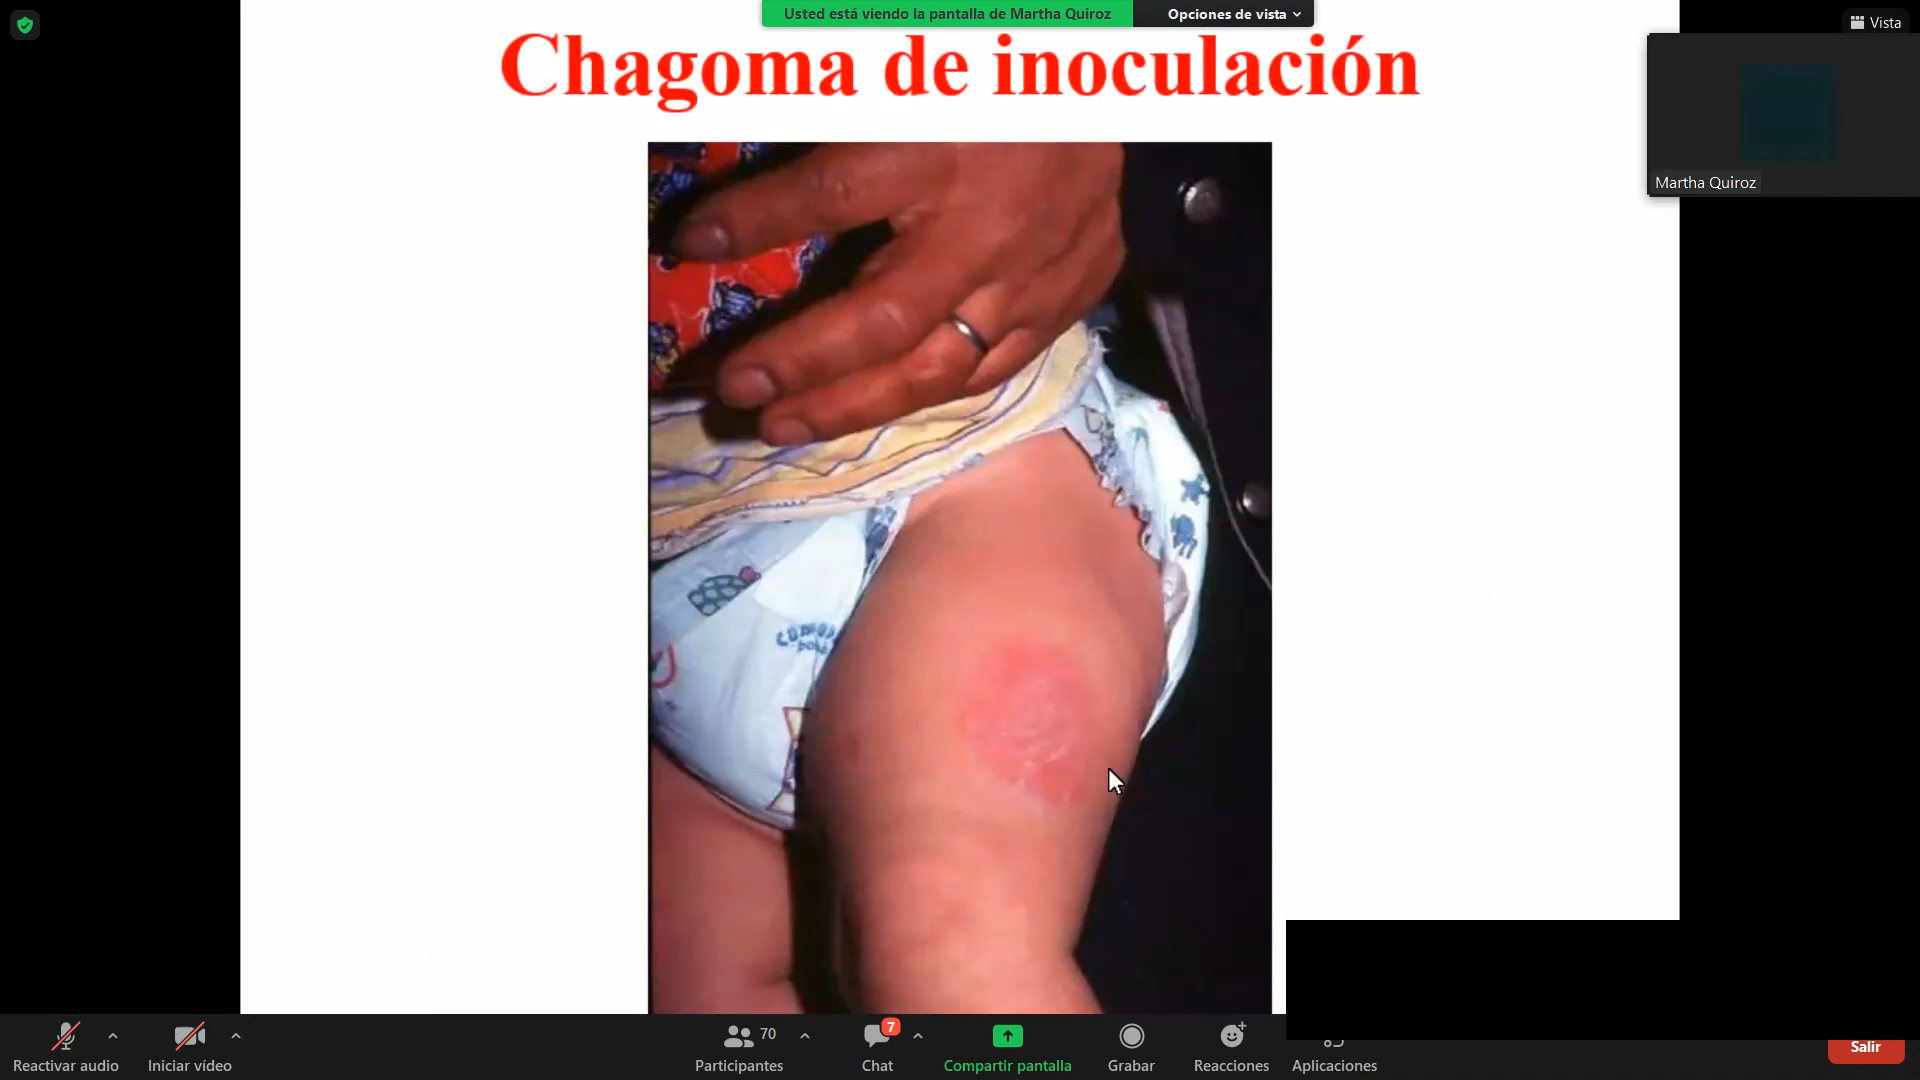 Usted está viendo la pantalla de Martha Quiroz
Opciones de vista
Vista
Chagoma de inoculación
Martha Quiroz
Reactivar audio
Iniciar vídeo
70
Participantes
7
Chat
Compartir pantalla
Grabar
Reacciones
Aplicaciones
Salir